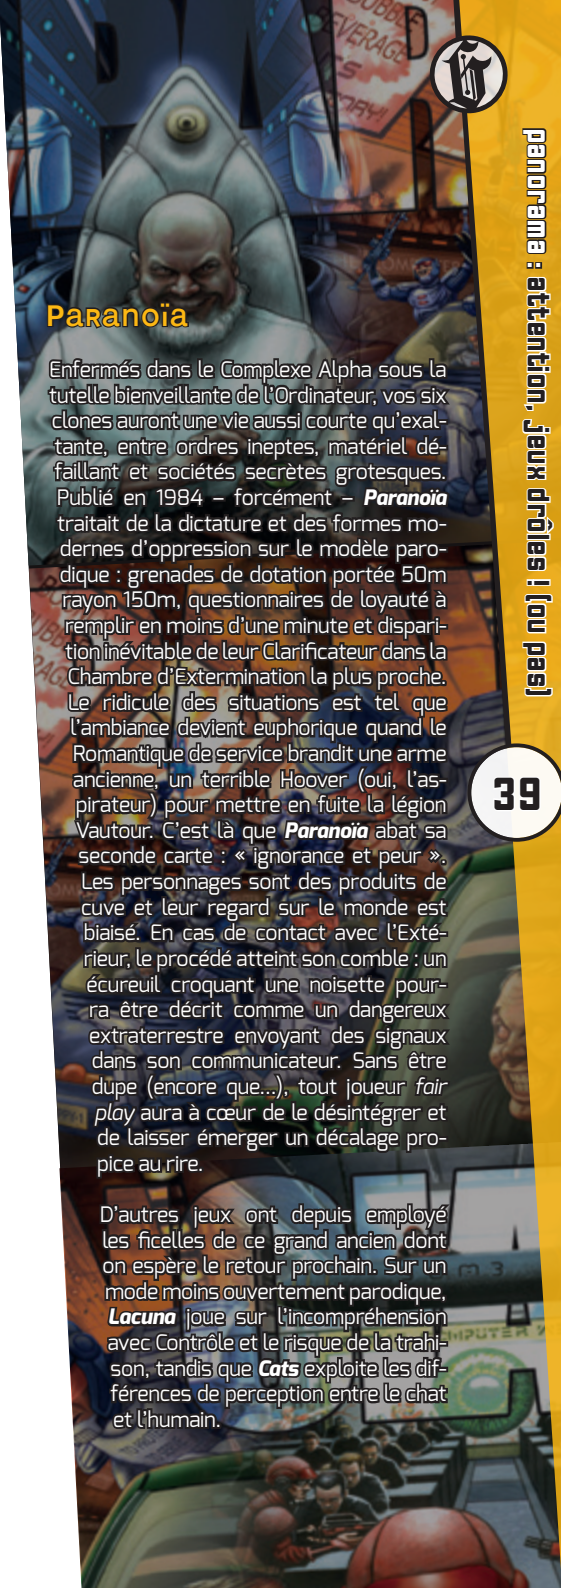 BUBBLE
BEVERAGE
panorama : attention, jeux drôles ! (ou pas)
39
Paranoïa
Enfermés dans le Complexe Alpha sous la
tutelle bienveillante de l'Ordinateur, vos six
clones auront une vie aussi courte qu'exal-
tante, entre ordres ineptes, matériel dé-
faillant et sociétés secrètes grotesques.
Publié en 1984 – forcément – Paranoïa
traitait de la dictature et des formes mo-
dernes d'oppression sur le modèle paro-
dique : grenades de dotation portée 50m
rayon 150m, questionnaires de loyauté à
remplir en moins d'une minute et dispari-
tion inévitable de leur Clarificateur dans la
Chambre d'Extermination la plus proche.
Le ridicule des situations est tel que
l'ambiance devient euphorique quand le
Romantique de service brandit une arme
ancienne, un terrible Hoover (oui, l'as-
pirateur) pour mettre en fuite la légion
Vautour. C'est là que Paranoïa abat sa
seconde carte : « ignorance et peur ».
Les personnages sont des produits de
cuve et leur regard sur le monde est
biaisé. En cas de contact avec l'Exté-
rieur, le procédé atteint son comble : un
écureuil croquant une noisette pour-
ra être décrit comme un dangereux
extraterrestre envoyant des signaux
dans son communicateur. Sans être
dupe (encore que...), tout joueur fair
play aura à cœur de le désintégrer et
de laisser émerger un décalage pro-
pice au rire.
D'autres jeux ont depuis employé
les ficelles de ce grand ancien dont
on espère le retour prochain. Sur un
mode moins ouvertement parodique,
Lacuna joue sur l'incompréhension
avec Contrôle et le risque de la trahi-
son, tandis que Cats exploite les dif-
férences de perception entre le chat
et l'humain.